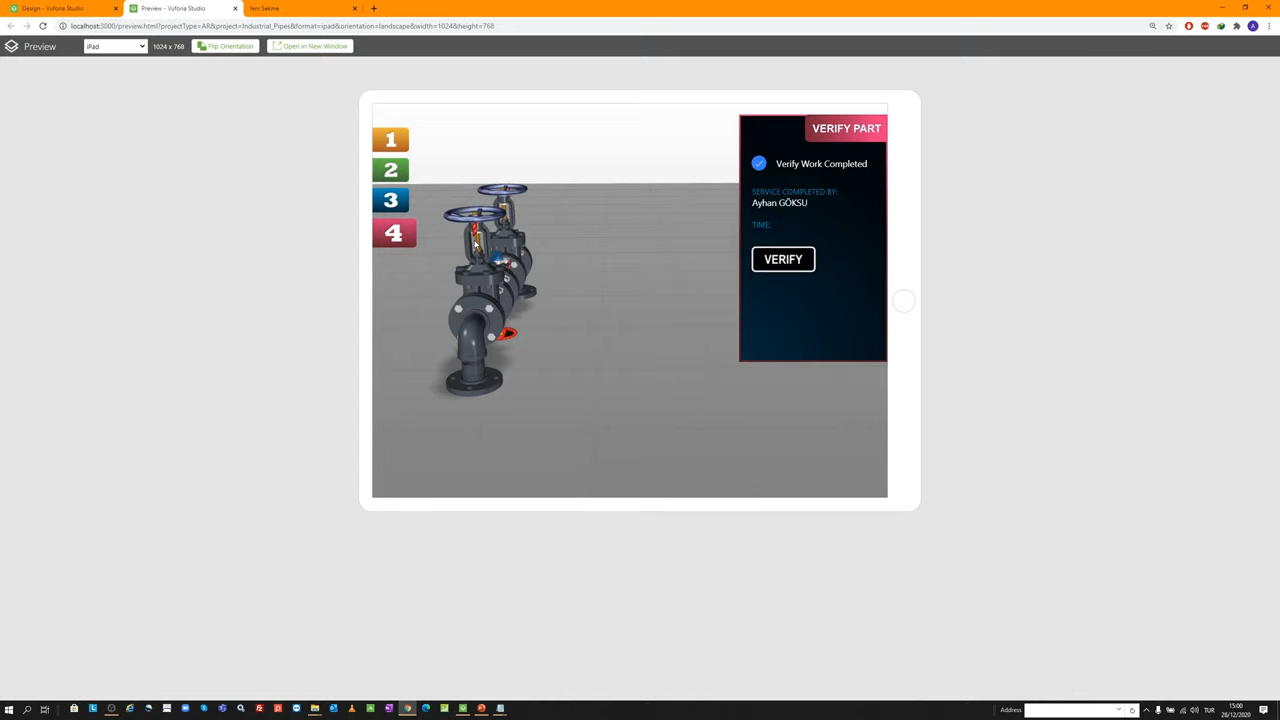 Design - Vuforia Studio
Preview - Vuforia Studio
Yeni Sekme
localhost:3000/preview.html?projectType=AR&project=Industrial_Pipes&format=ipad&orientation=landscape&width=1024&height=768
Preview
iPad
1024 x 768
Flip Orientation
Open in New Window
1
2
3
4
VERIFY PART
Verify Work Completed
SERVICE COMPLETED BY:
Ayhan GÖKSU
TIME:
VERIFY
Address
TUR
15:00
28/12/2020